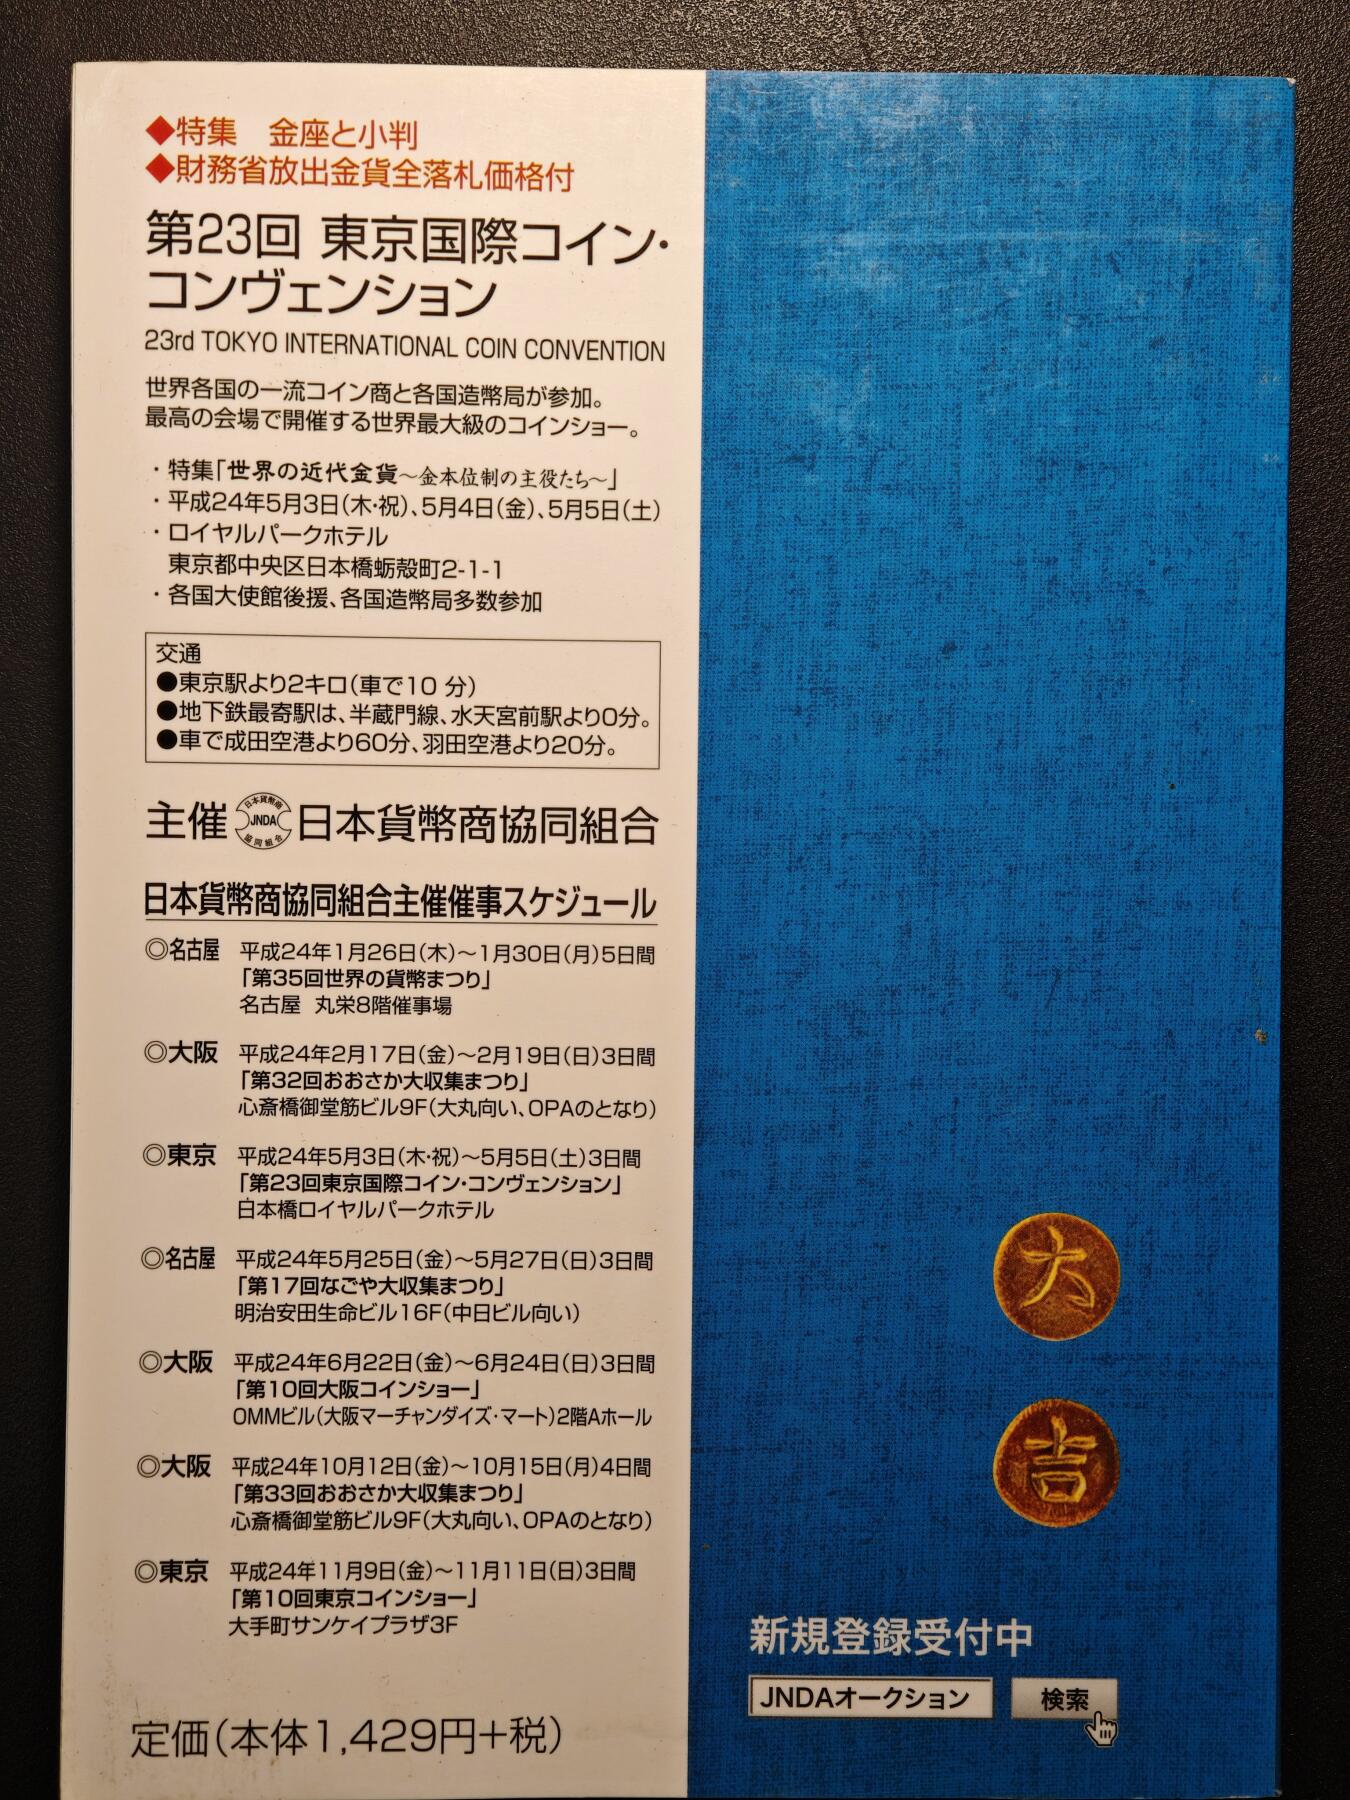 ◆特集　金座と小判
◆財務省放出金貨全落札価格付
第23回 東京国際コイン・
コンヴェンション
23rd TOKYO INTERNATIONAL COIN CONVENTION
世界各国の一流コイン商と各国造幣局が参加。
最高の会場で開催する世界最大級のコインショー。
・特集「世界の近代金貨～金本位制の主役たち～」
・平成24年5月3日（木・祝）、5月4日（金）、5月5日（土）
・ロイヤルパークホテル
東京都中央区日本橋蛎殻町2-1-1
・各国大使館後援、各国造幣局多数参加
交通
●東京駅より2キロ（車で10 分）
●地下鉄最寄駅は、半蔵門線、水天宮前駅より0分。
●車で成田空港より60分、羽田空港より20分。
主催 日本貨幣商 JNDA 協同組合 日本貨幣商協同組合
日本貨幣商協同組合主催催事スケジュール
◎名古屋 平成24年1月26日（木）～1月30日（月）5日間
「第35回世界の貨幣まつり」
名古屋 丸栄8階催事場
◎大阪 平成24年2月17日（金）～2月19日（日）3日間
「第32回おおさか大収集まつり」
心斎橋御堂筋ビル9F（大丸向い、OPAのとなり）
◎東京 平成24年5月3日（木・祝）～5月5日（土）3日間
「第23回東京国際コイン・コンヴェンション」
日本橋ロイヤルパークホテル
◎名古屋 平成24年5月25日（金）～5月27日（日）3日間
「第17回なごや大収集まつり」
明治安田生命ビル16F（中日ビル向い）
◎大阪 平成24年6月22日（金）～6月24日（日）3日間
「第10回大阪コインショー」
OMMビル（大阪マーチャンダイズ・マート）2階Aホール
◎大阪 平成24年10月12日（金）～10月15日（月）4日間
「第33回おおさか大収集まつり」
心斎橋御堂筋ビル9F（大丸向い、OPAのとなり）
◎東京 平成24年11月9日（金）～11月11日（日）3日間
「第10回東京コインショー」
大手町サンケイプラザ3F
定価（本体1,429円+税）
大
吉
新規登録受付中
JNDAオークション 検索